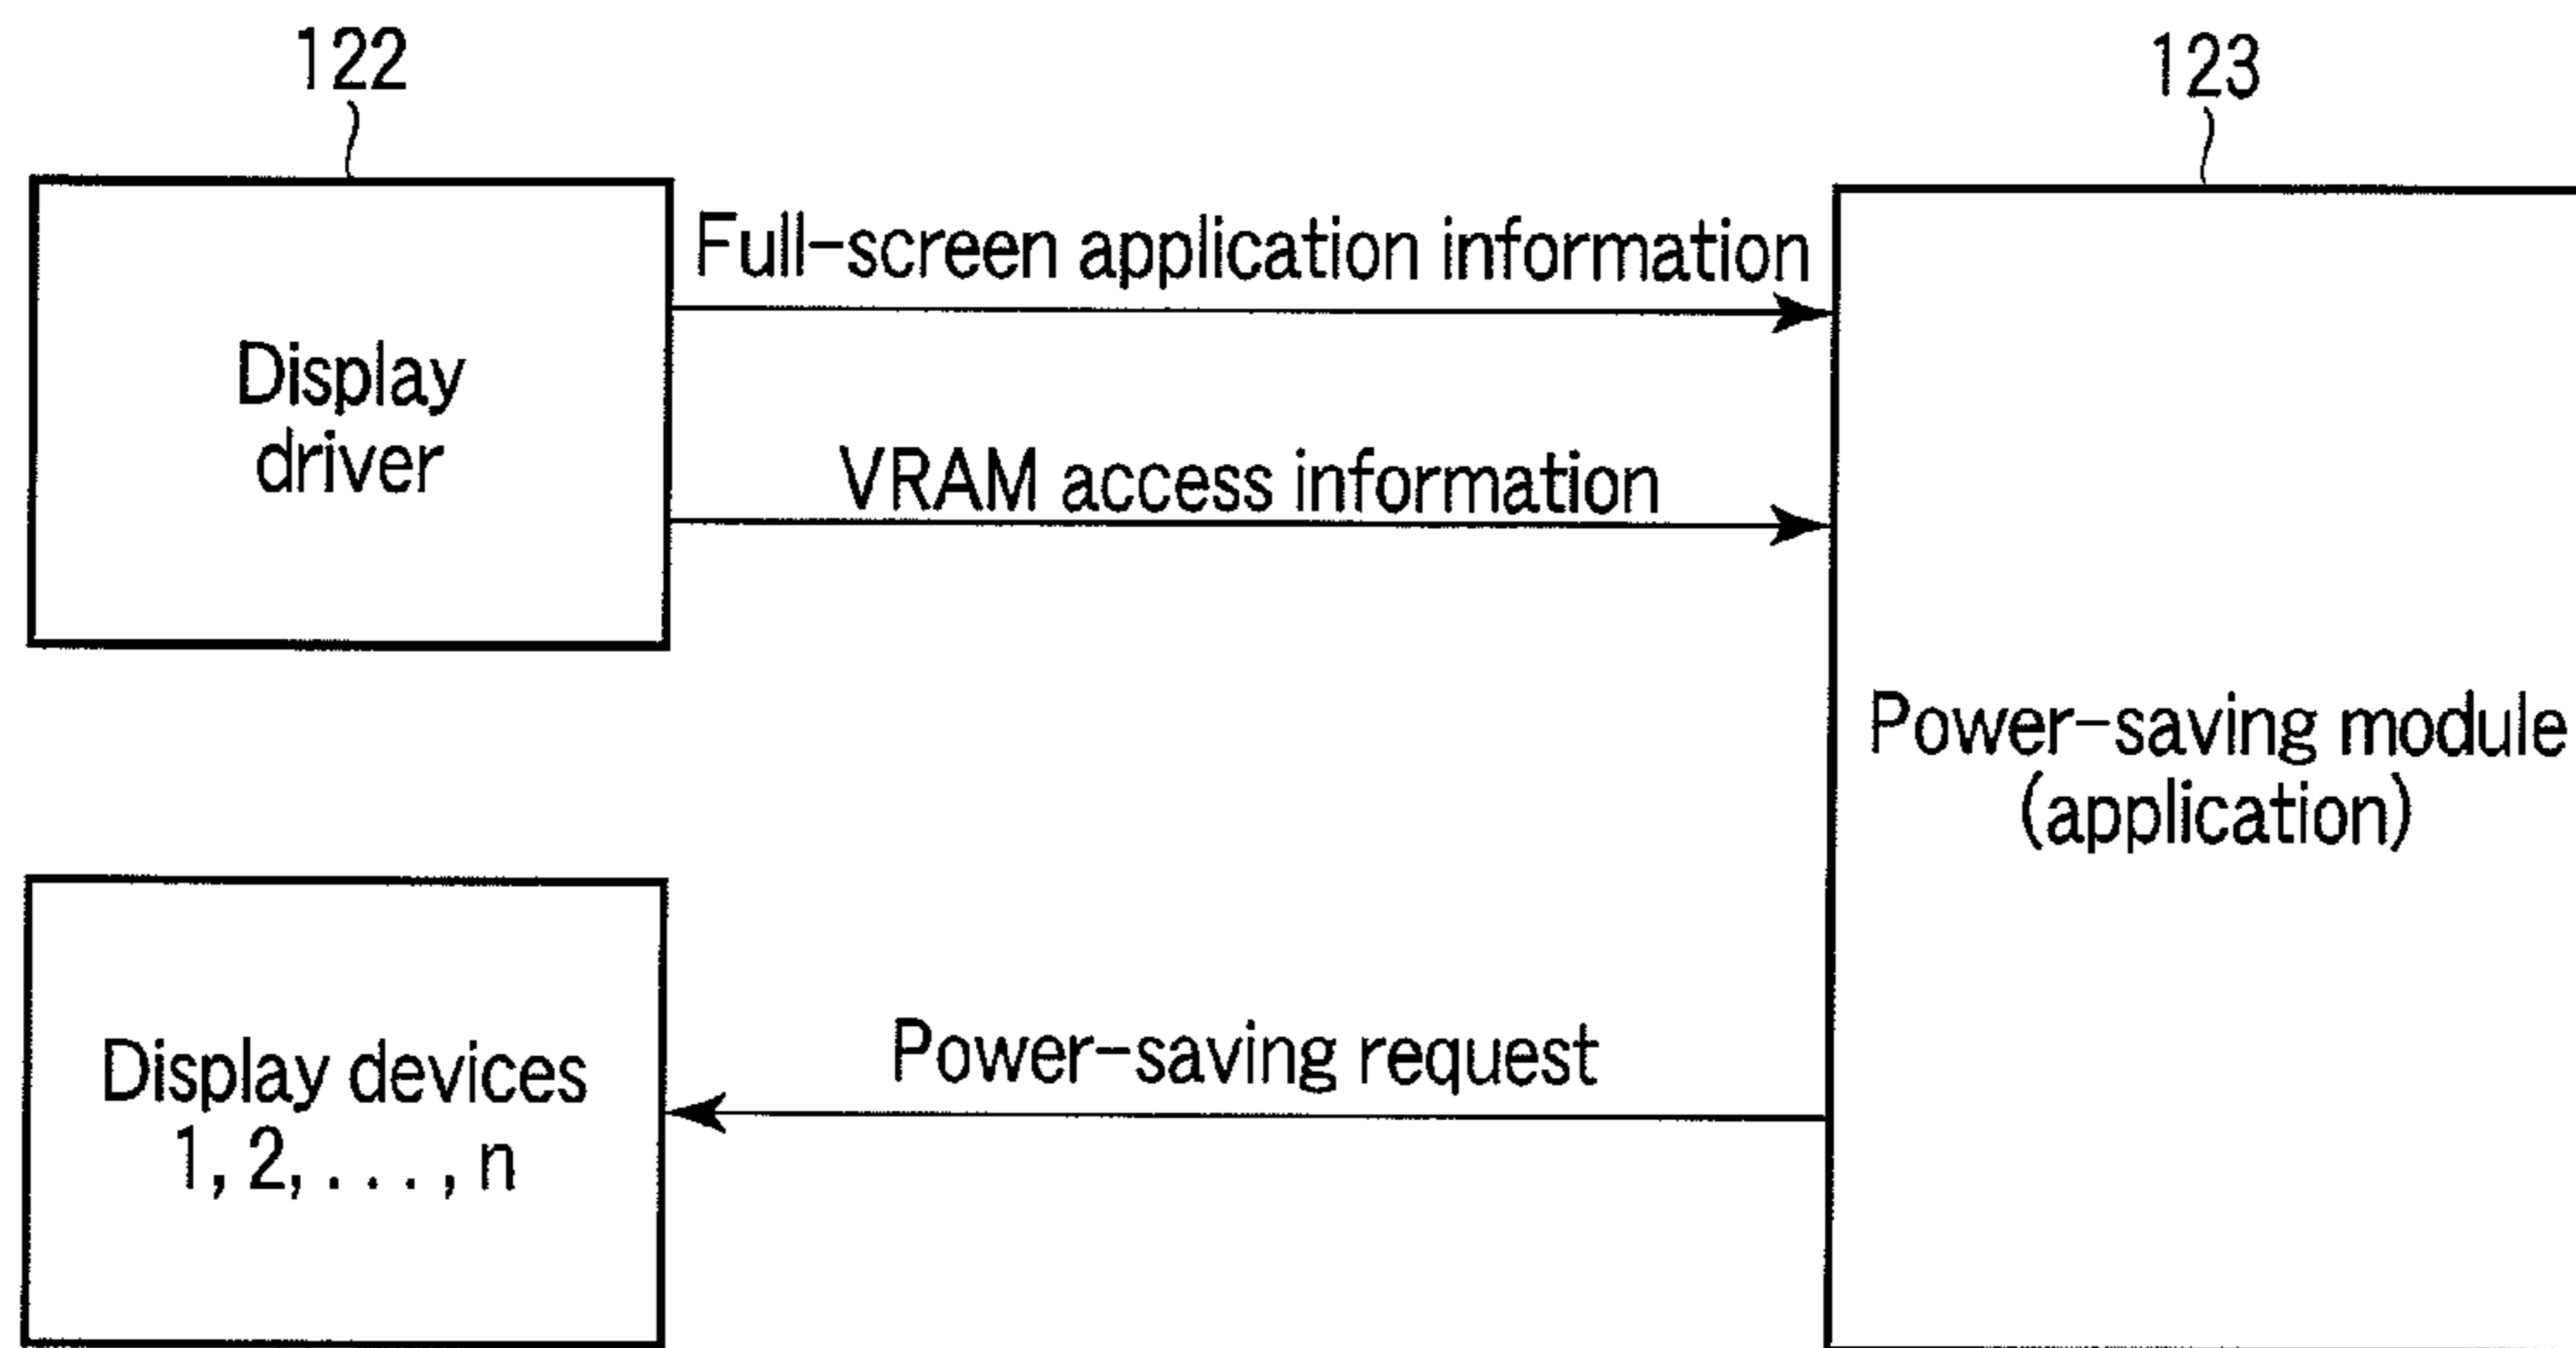 122
123
Full-screen application information
Display
driver
VRAM access information
Power-saving module
(application)
Power-saving request
Display devices
1, 2, . . . , n